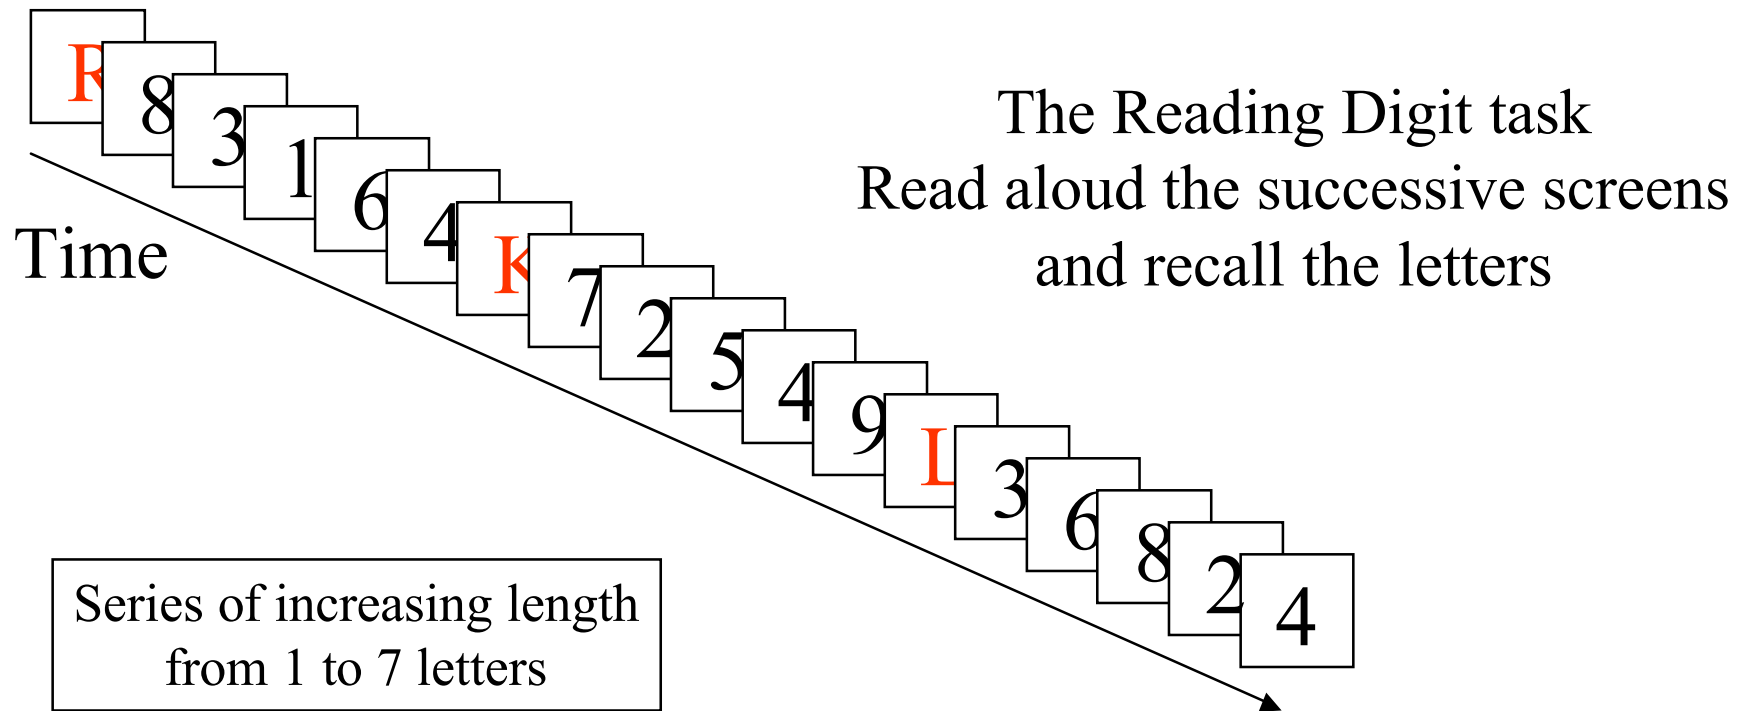 R
8
3
1
6
4
K
7
2
5
4
9
L
3
6
8
2
4
The Reading Digit task
Read aloud the successive screens
and recall the letters
Time
Series of increasing length
from 1 to 7 letters